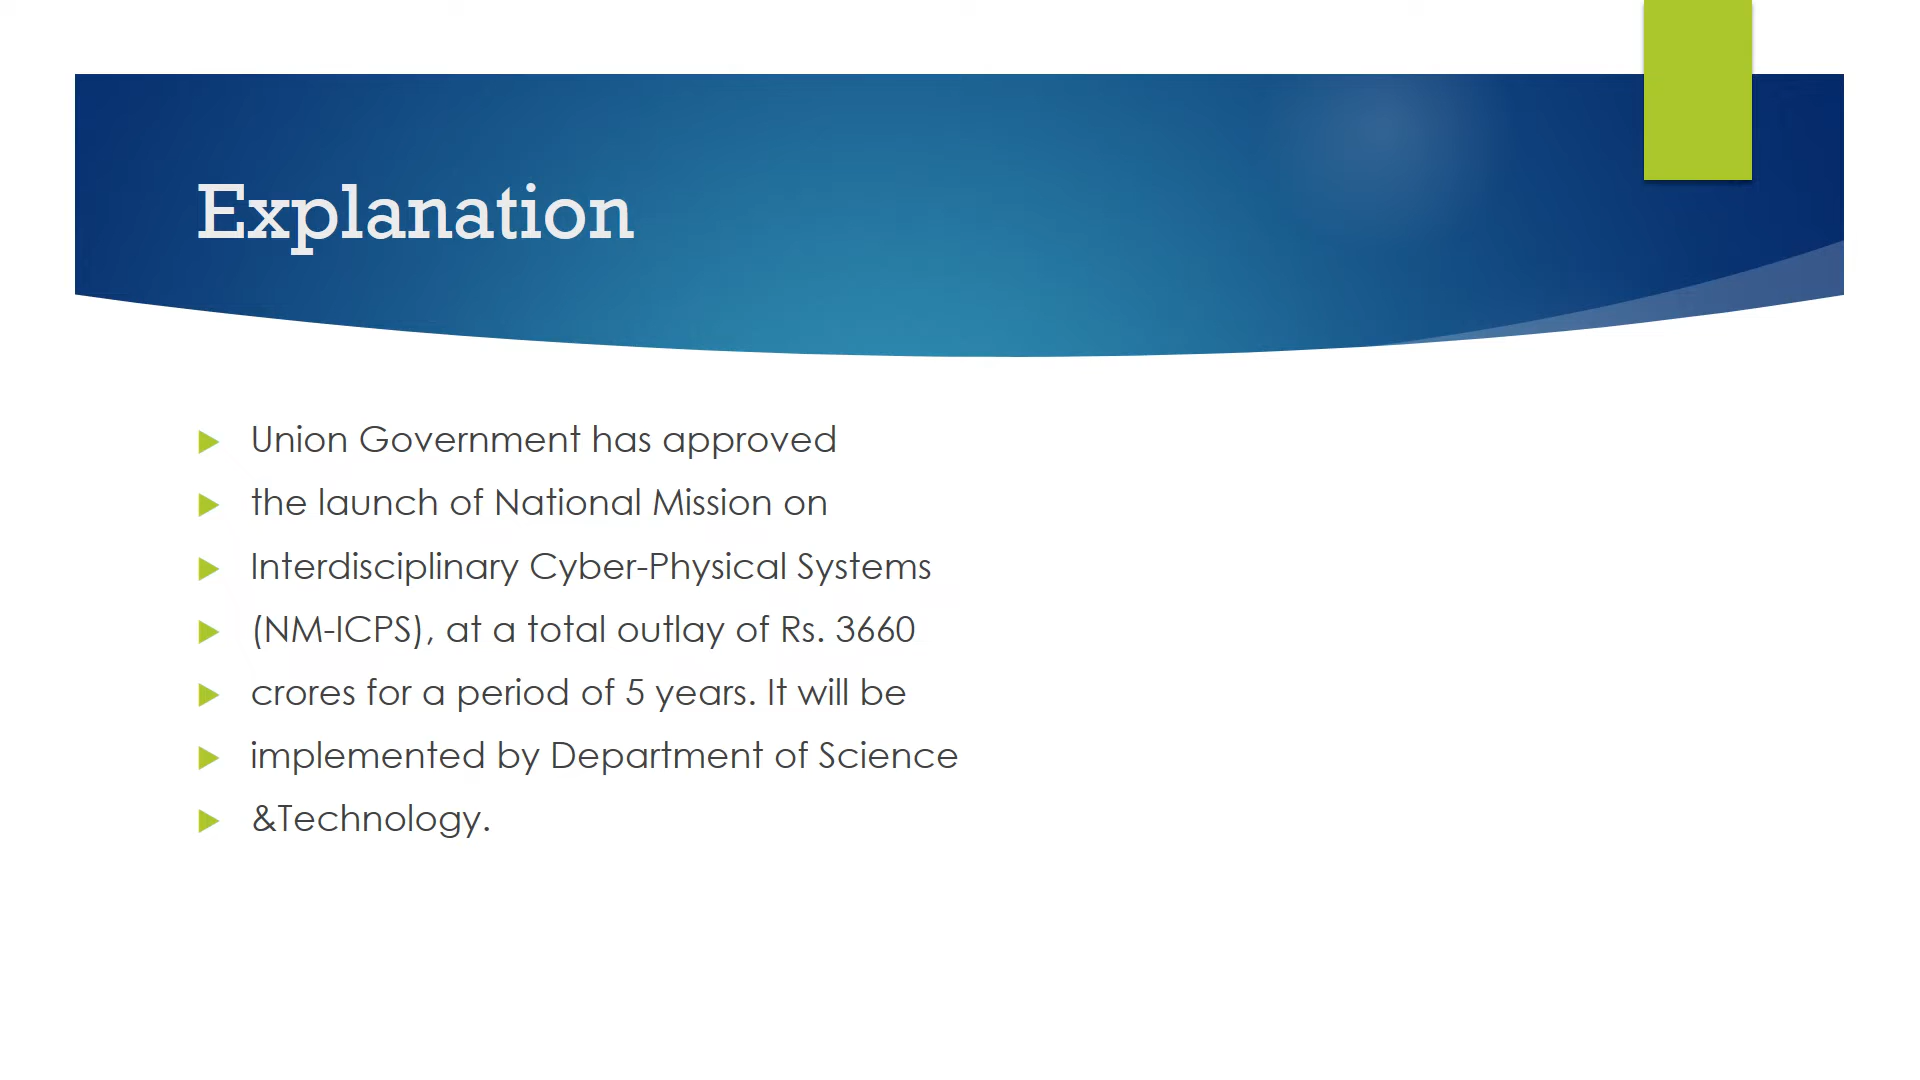 Explanation
Union Government has approved
the launch of National Mission on
Interdisciplinary Cyber-Physical Systems
(NM-ICPS), at a total outlay of Rs. 3660
crores for a period of 5 years. It will be
implemented by Department of Science
&Technology.